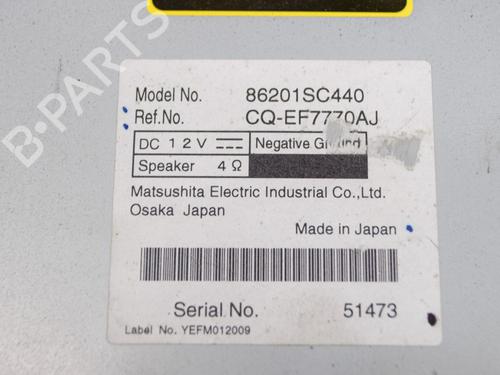 Model No. 86201SC440
Ref.No. CQ-EF7770AJ
DC 12V Negative Ground
Speaker 4Ω
Matsushita Electric Industrial Co.,Ltd.
Osaka Japan
Made in Japan
Serial No. 51473
Label No. YEFM012009
B-PARTS